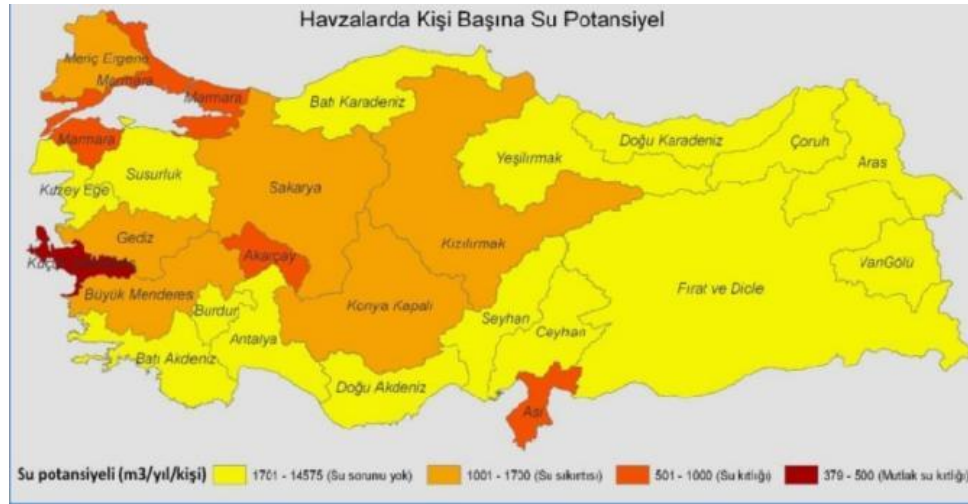 Havzalarda Kişi Başına Su Potansiyel
Meriç Ergene
Marmara
Marmara
Batı Karadeniz
Marmara
Doğu Karadeniz
Çoruh
Yeşilırmak
Aras
Susurluk
Sakarya
Kuzey Ege
Gediz
Kızılırmak
Akarçay
VanGölü
Büyük Menderes
Konya Kapalı
Fırat ve Dicle
Burdur
Seyhan
Antalya
Ceyhan
Batı Akdeniz
Doğu Akdeniz
Asi
Su potansiyeli (m3/yıl/kişi)
1701 - 14575 (Su sorunu yok)
1001 - 1700 (Su sıkıntısı)
501 - 1000 (Su kıtlığı)
379 - 500 (Mutlak su kıtlığı)